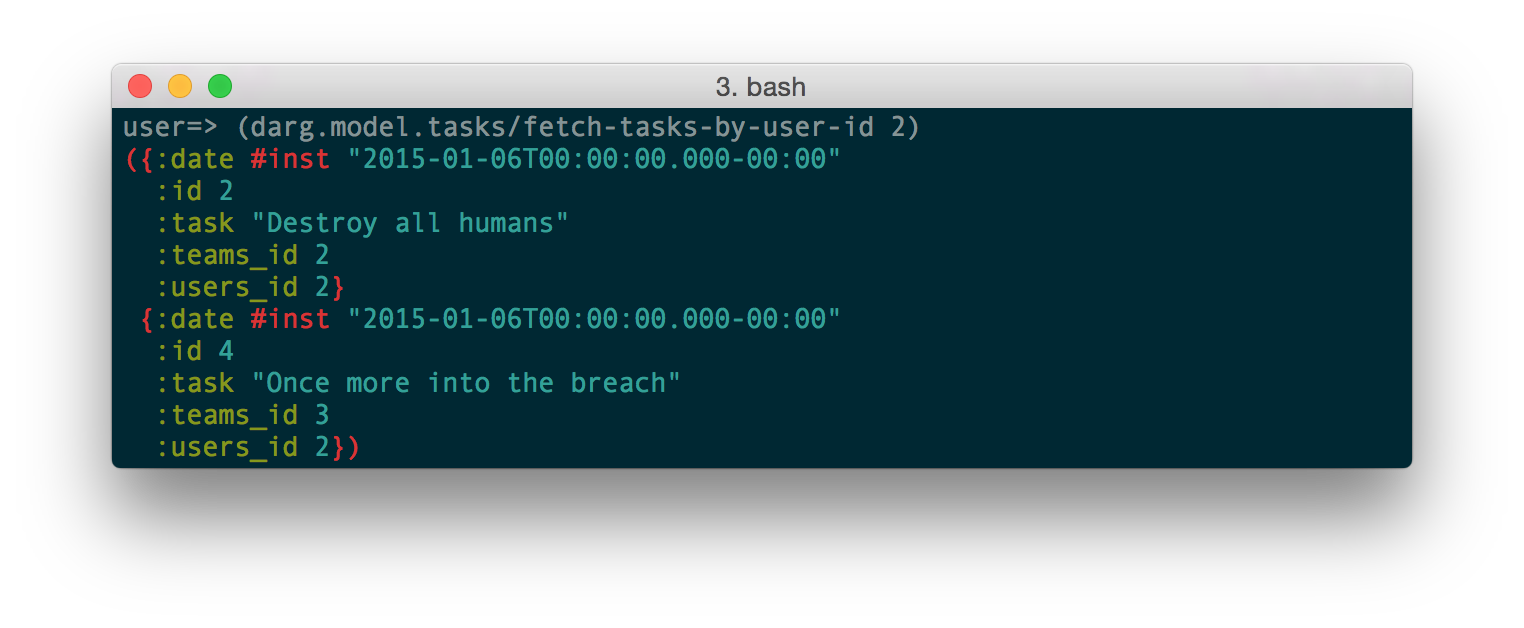 3. bash
user=> (darg.model.tasks/fetch-tasks-by-user-id 2)
({:date #inst "2015-01-06T00:00:00.000-00:00"
  :id 2
  :task "Destroy all humans"
  :teams_id 2
  :users_id 2}
 {:date #inst "2015-01-06T00:00:00.000-00:00"
  :id 4
  :task "Once more into the breach"
  :teams_id 3
  :users_id 2})